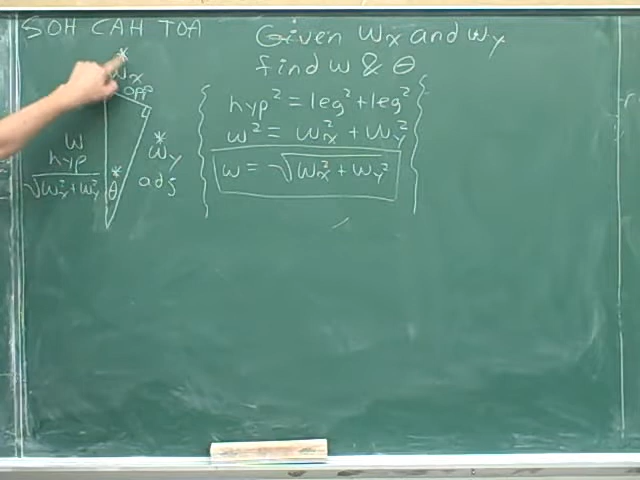 SOH CAH TOA
Given Wx and Wy
find w & θ
*
Wx
opp
W
hyp
√Wx²+Wy²
*
θ
*
Wy
adj
hyp² = leg² + leg²
w² = Wx² + Wy²
w = √Wx² + Wy²